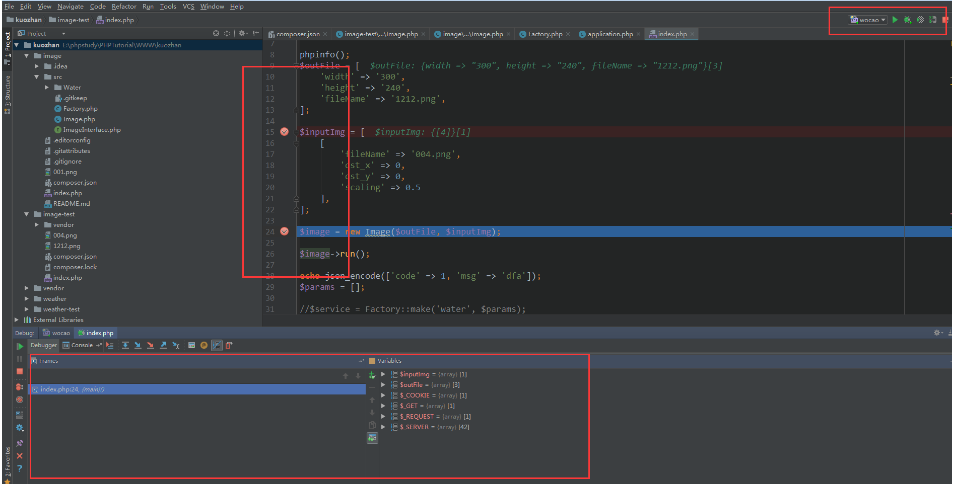 File Edit View Navigate Code Refactor Run Tools VCS Window Help
kuozhan image-test index.php
wocao
Project
composer.json image-test\...\Image.php image\...\Image.php Factory.php application.php index.php
kuozhan E:\phpstudy\PHPTutorial\WWW\kuozhan
image
.idea
src
Water
.gitkeep
Factory.php
Image.php
ImageInterface.php
.editorconfig
.gitattributes
.gitignore
001.png
composer.json
index.php
README.md
image-test
vendor
004.png
1212.png
composer.json
composer.lock
index.php
vendor
weather
weather-test
External Libraries
1: Project
Structure
2: Favorites
7
8 phpinfo();
9 $outFile = [ $outFile: {width => "300", height => "240", fileName => "1212.png"}[3]
10 'width' => '300',
11 'height' => '240',
12 'fileName' => '1212.png',
13 ];
14
15 $inputImg = [ $inputImg: {[4]}[1]
16 [
17 'fileName' => '004.png',
18 'dst_x' => 0,
19 'dst_y' => 0,
20 'scaling' => 0.5
21 ],
22 ];
23
24 $image = new Image($outFile, $inputImg);
25
26 $image->run();
28 echo json_encode(['code' => 1, 'msg' => 'dfa']);
29 $params = [];
30
31 //$service = Factory::make('water', $params);
Debug wocao index.php
Debugger Console
Frames
Variables
index.php:24, {main}()
$inputImg = {array} [1]
$outFile = {array} [3]
$_COOKIE = {array} [1]
$_GET = {array} [1]
$_REQUEST = {array} [1]
$_SERVER = {array} [42]